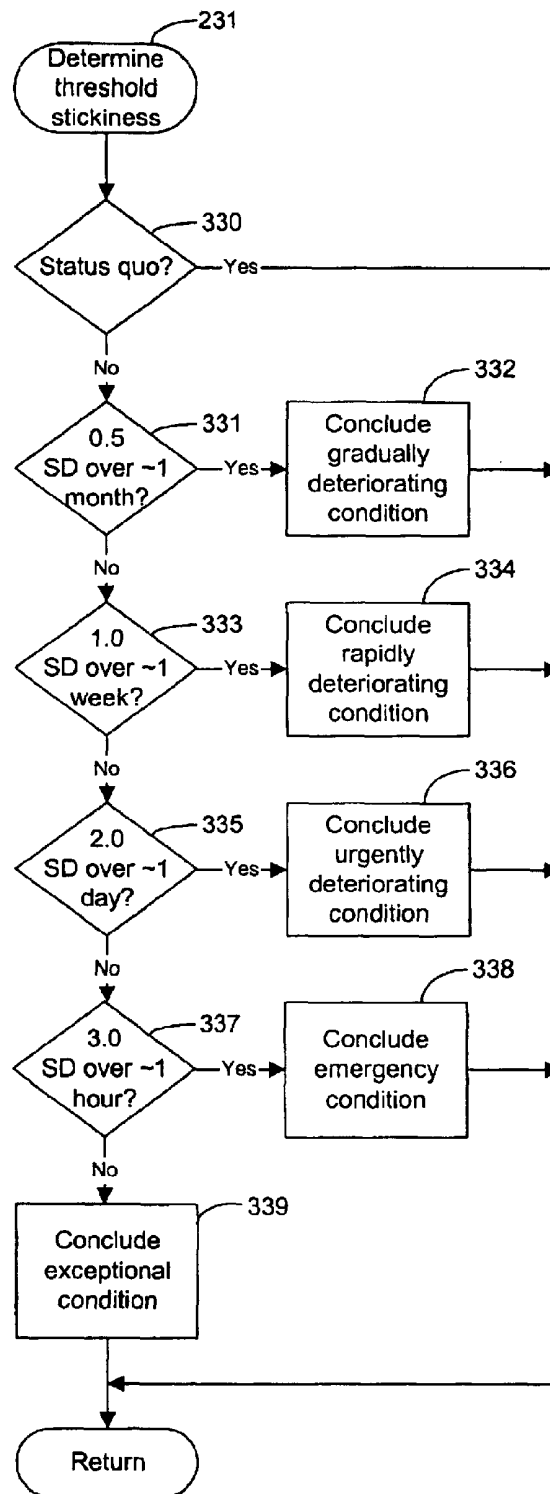 231
Determine
threshold
stickiness
330
Status quo?
Yes
No
332
331
0.5
SD over ~1
month?
Yes
Conclude
gradually
deteriorating
condition
No
334
333
1.0
SD over ~1
week?
Yes
Conclude
rapidly
deteriorating
condition
No
336
335
2.0
SD over ~1
day?
Yes
Conclude
urgently
deteriorating
condition
No
338
337
3.0
SD over ~1
hour?
Yes
Conclude
emergency
condition
No
339
Conclude
exceptional
condition
Return